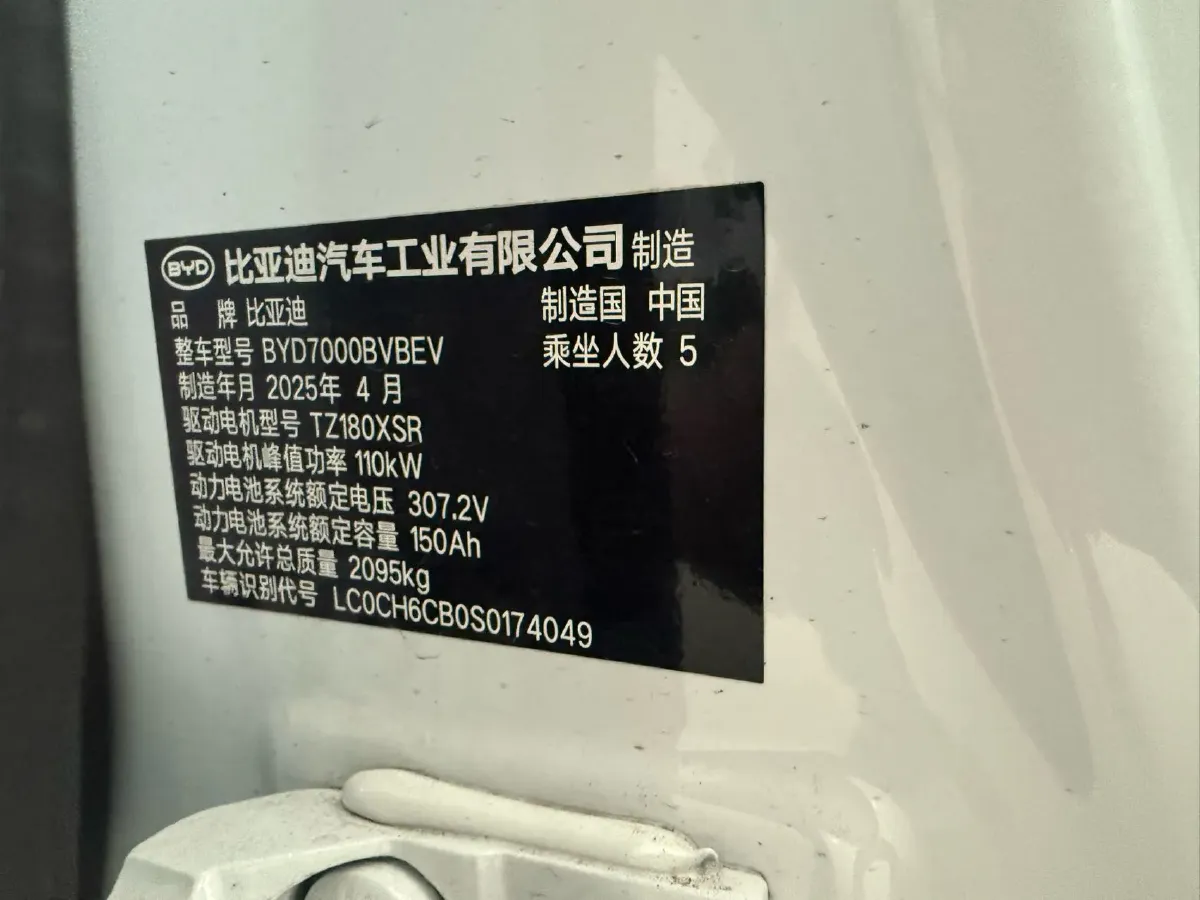 BYD 比亚迪汽车工业有限公司 制造
品 牌 比亚迪 制造国 中国
整车型号 BYD7000BVBEV 乘坐人数 5
制造年月 2025年 4 月
驱动电机型号 TZ180XSR
驱动电机峰值功率 110kW
动力电池系统额定电压 307.2V
动力电池系统额定容量 150Ah
最大允许总质量 2095kg
车辆识别代号 LC0CH6CB0S0174049